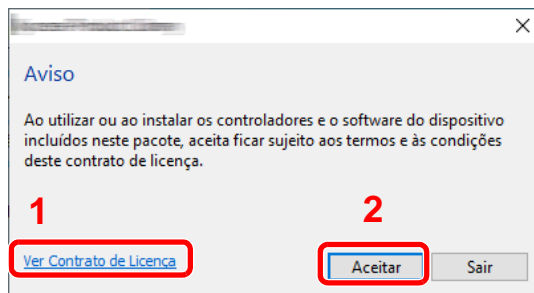 Aviso
Ao utilizar ou ao instalar os controladores e o software do dispositivo
incluídos neste pacote, aceita ficar sujeito aos termos e às condições
deste contrato de licença.
1
2
Ver Contrato de Licença
Aceitar
Sair